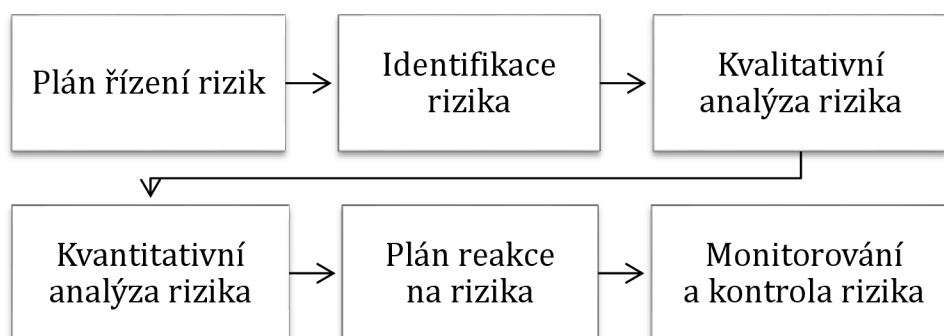 Plán řízení rizik
Identifikace
rizika
Kvalitativní
analýza rizika
Kvantitativní
analýza rizika
Plán reakce
na rizika
Monitorování
a kontrola rizika